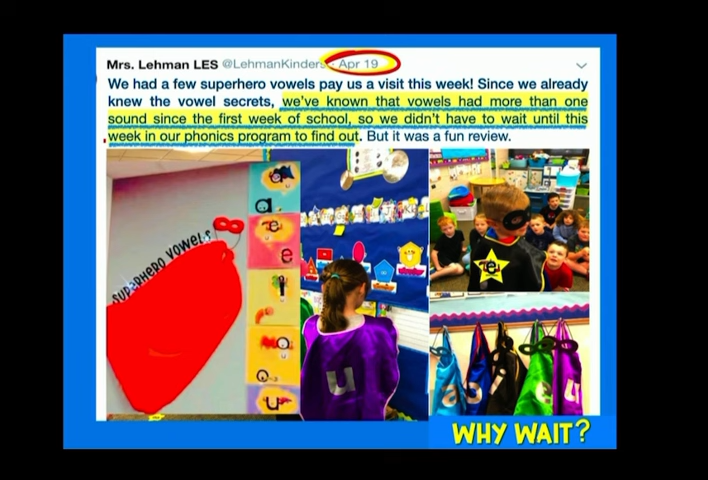 Mrs. Lehman LES @LehmanKinders Apr 19
We had a few superhero vowels pay us a visit this week! Since we already
knew the vowel secrets, we've known that vowels had more than one
sound since the first week of school, so we didn't have to wait until this
week in our phonics program to find out. But it was a fun review.
SUPERHERO VOWELS
a
e
u
u
e
a
e
u
WHY WAIT?